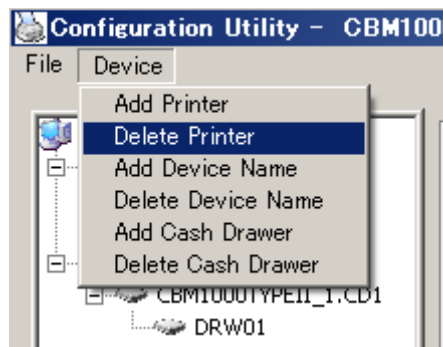 Configuration Utility - CBM100
File Device
Add Printer
Delete Printer
Add Device Name
Delete Device Name
Add Cash Drawer
Delete Cash Drawer
CBM1000TYPEII_1.CD1
DRW01